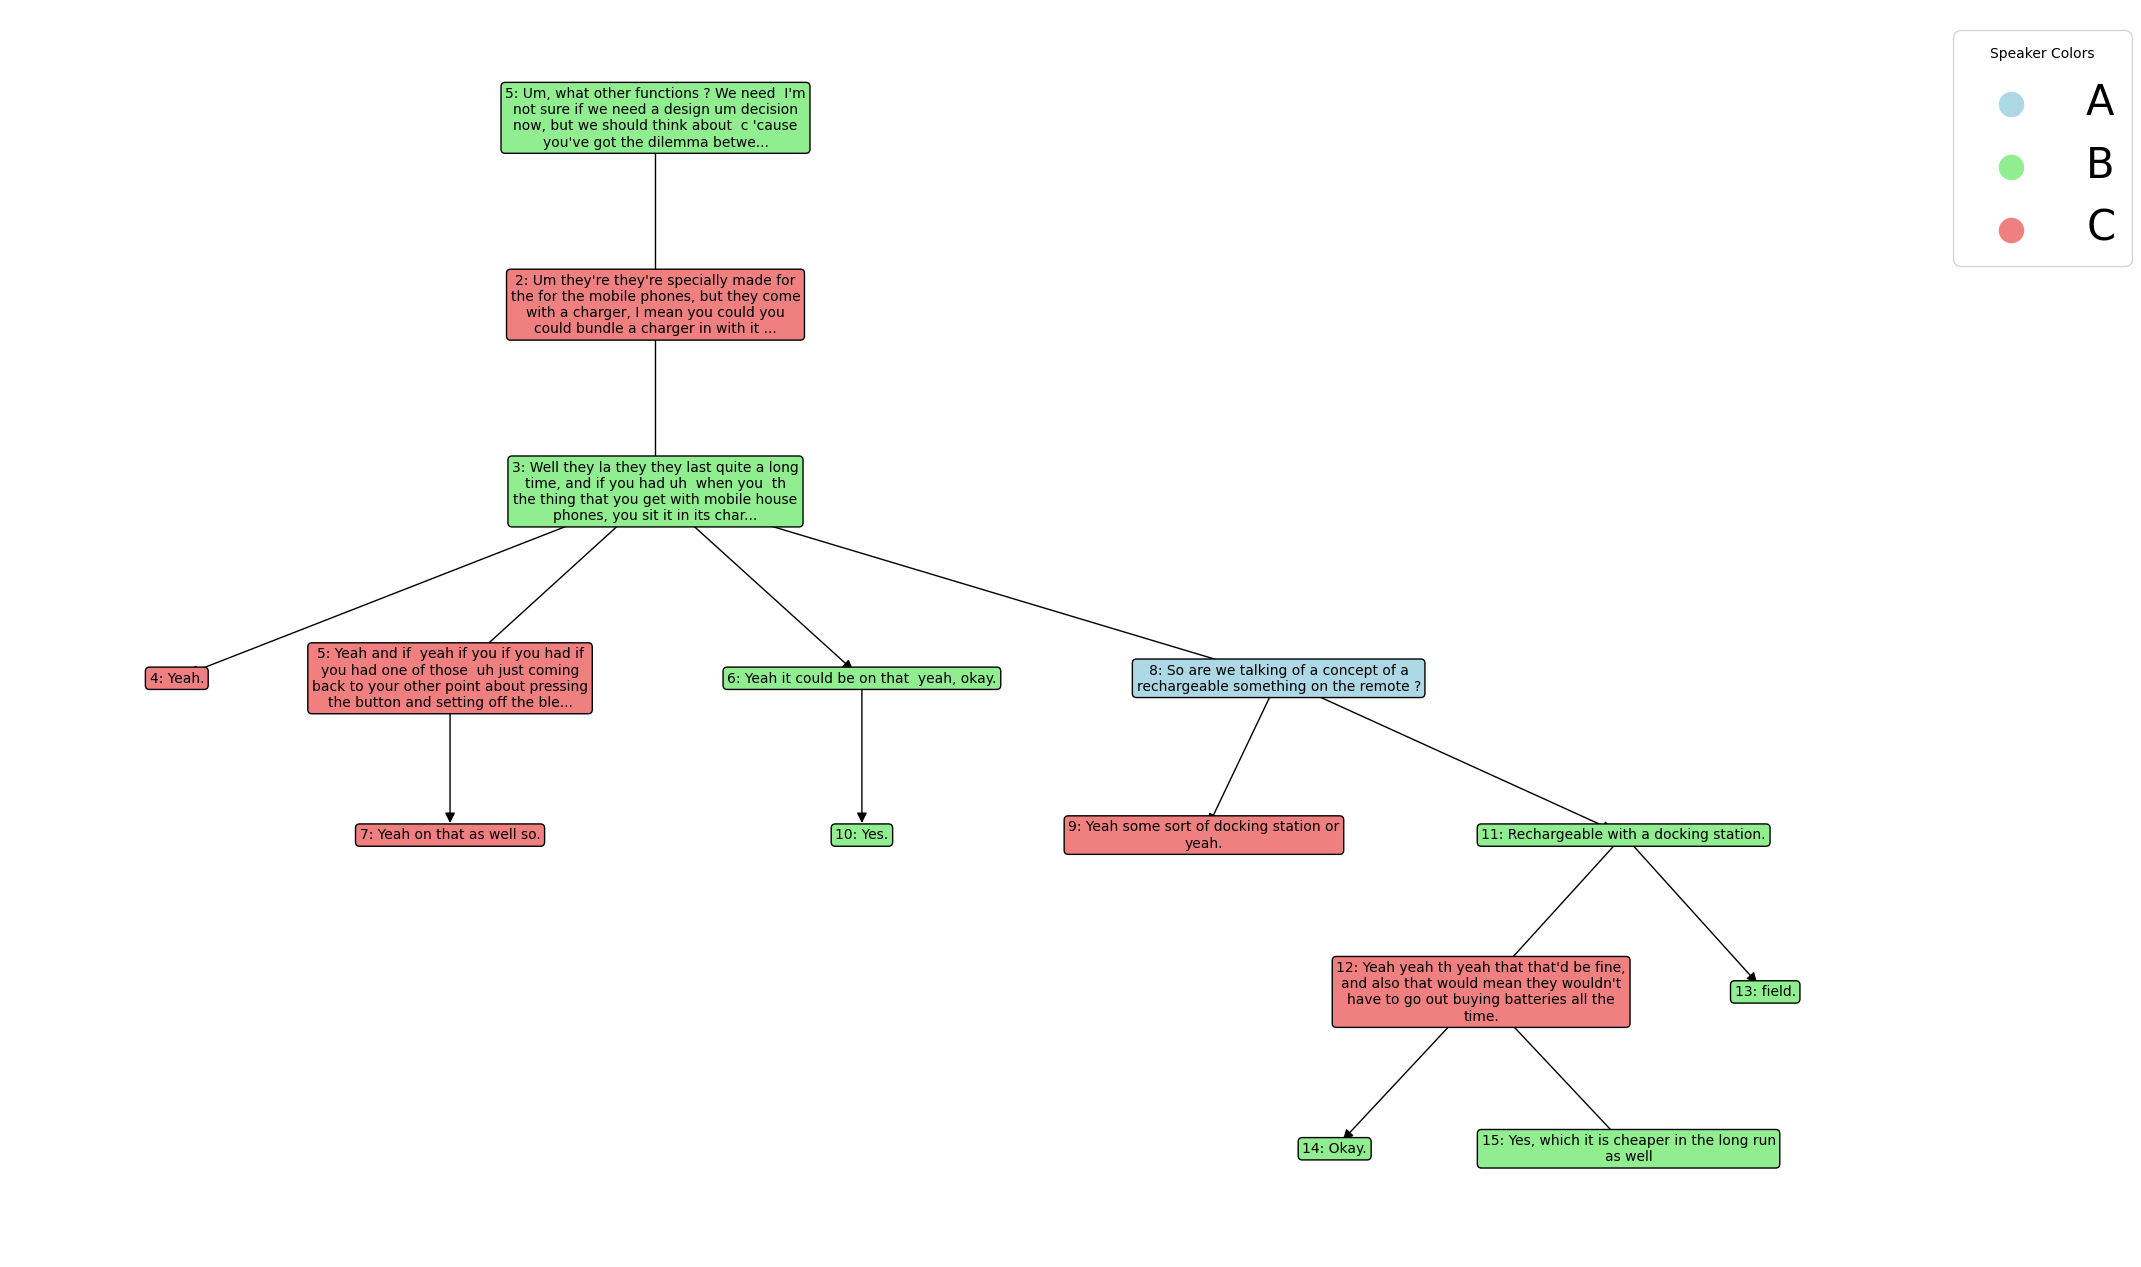 Speaker Colors
A
B
C
5: Um, what other functions ? We need  I'm
not sure if we need a design um decision
now, but we should think about  c 'cause
you've got the dilemma betwe...
2: Um they're they're specially made for
the for the mobile phones, but they come
with a charger, I mean you could you
could bundle a charger in with it ...
3: Well they la they they last quite a long
time, and if you had uh  when you  th
the thing that you get with mobile house
phones, you sit it in its char...
4: Yeah.
5: Yeah and if  yeah if you if you had if
you had one of those  uh just coming
back to your other point about pressing
the button and setting off the ble...
6: Yeah it could be on that  yeah, okay.
8: So are we talking of a concept of a
rechargeable something on the remote ?
7: Yeah on that as well so.
10: Yes.
9: Yeah some sort of docking station or
yeah.
11: Rechargeable with a docking station.
12: Yeah yeah th yeah that that'd be fine,
and also that would mean they wouldn't
have to go out buying batteries all the
time.
13: field.
14: Okay.
15: Yes, which it is cheaper in the long run
as well